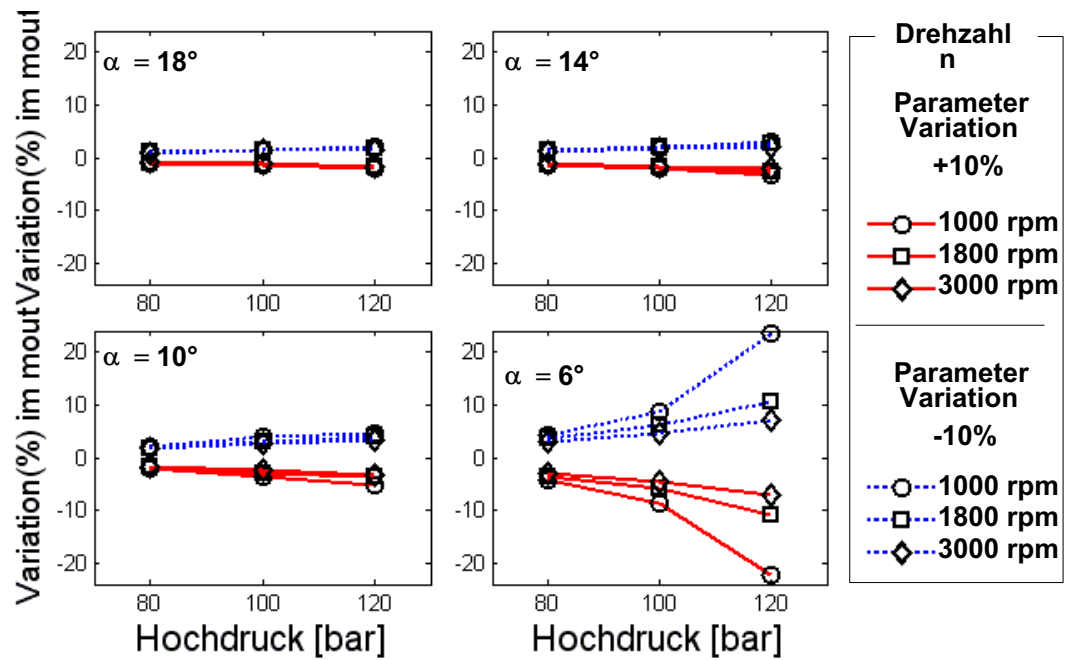 Variation(%) im mout
20
10
0
-10
-20
α = 18°
80
100
120
20
10
0
-10
-20
α = 14°
80
100
120
Variation(%) im mout
20
10
0
-10
-20
α = 10°
80
100
120
Hochdruck [bar]
20
10
0
-10
-20
α = 6°
80
100
120
Hochdruck [bar]
Drehzahl
n
Parameter
Variation
+10%
1000 rpm
1800 rpm
3000 rpm
Parameter
Variation
-10%
1000 rpm
1800 rpm
3000 rpm